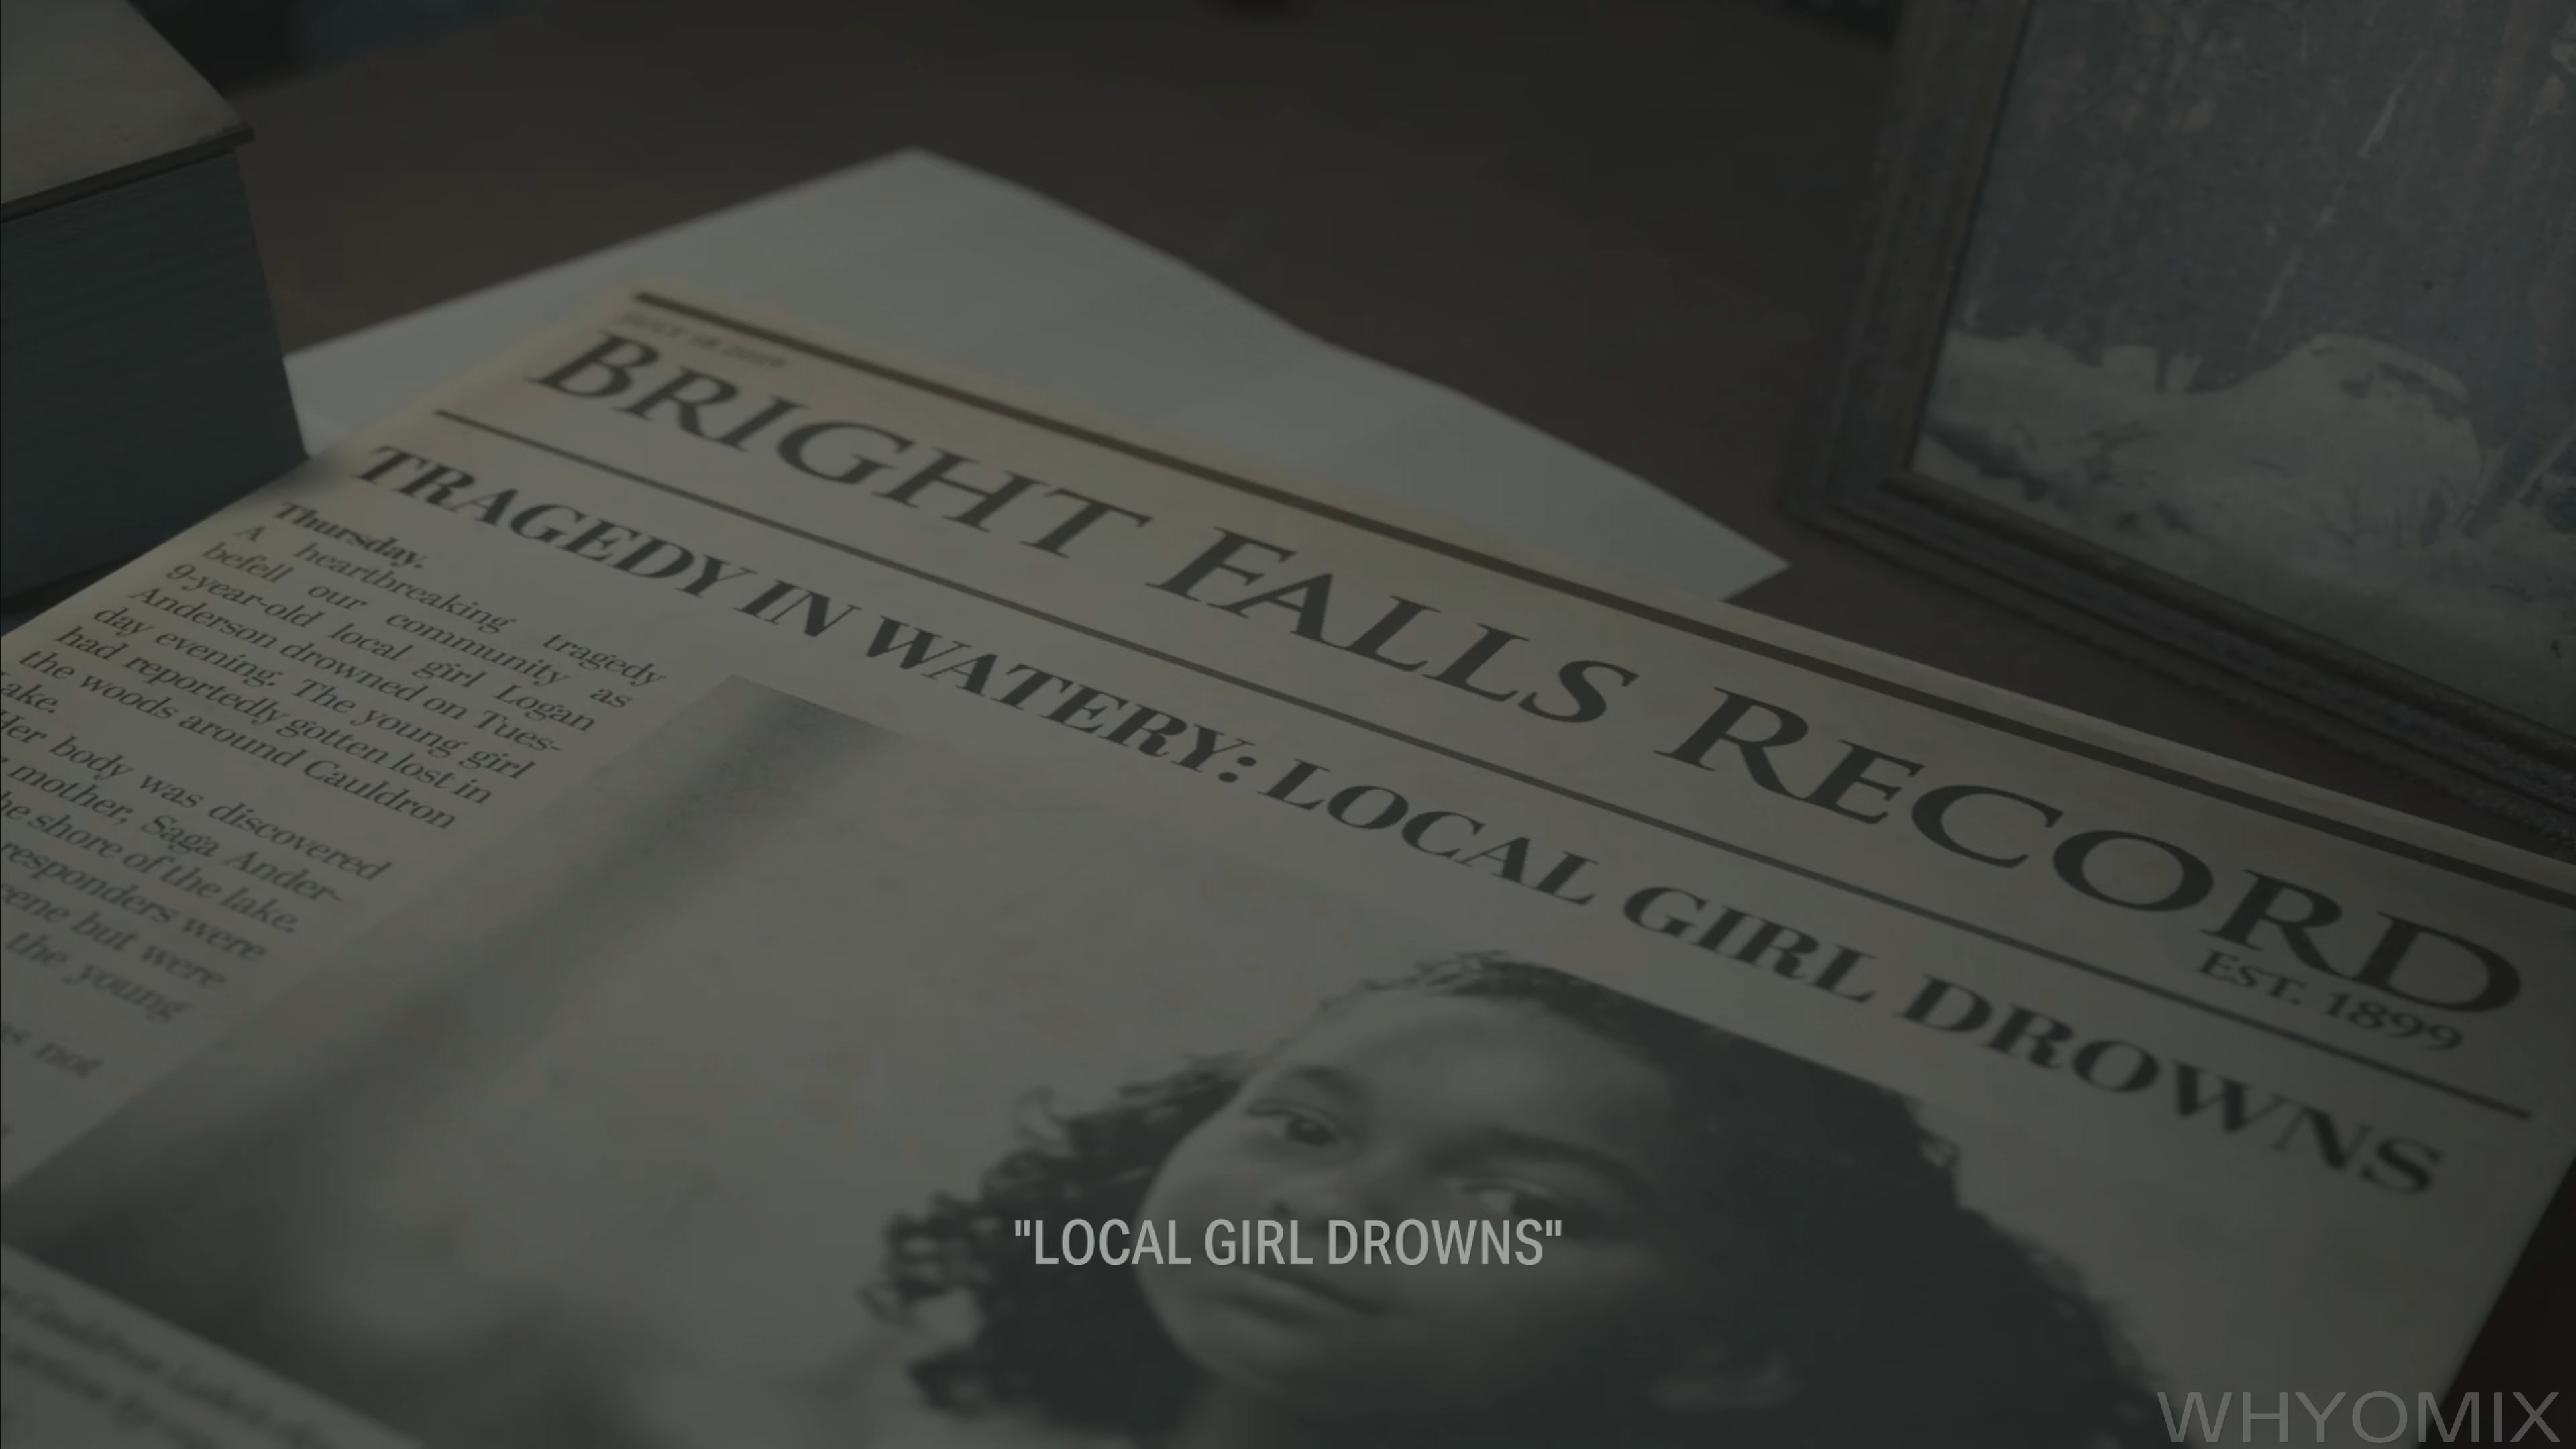 BRIGHT FALLS RECORD
EST. 1899
TRAGEDY IN WATERY: LOCAL GIRL DROWNS
Thursday.
A heartbreaking tragedy
befell our community as
9-year-old local girl Logan
Anderson drowned on Tues-
day evening. The young girl
had reportedly gotten lost in
the woods around Cauldron
Lake.
Her body was discovered
mother, Saga Ander-
the shore of the lake.
responders were
scene but were
the young
not
"LOCAL GIRL DROWNS"
WHYOMIX